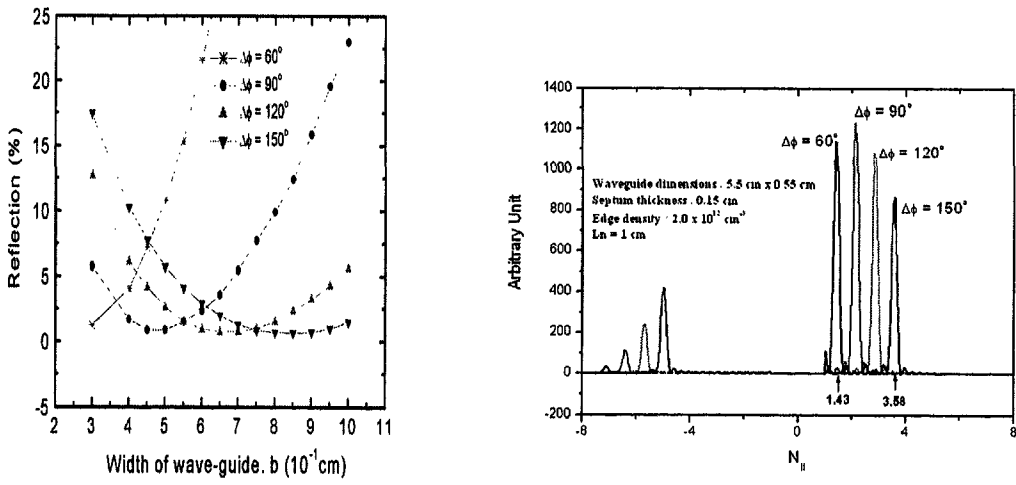 25
20
15
10
5
0
-5
Reflection (%)
Δϕ = 60°
Δϕ = 90°
Δϕ = 120°
Δϕ = 150°
2 3 4 5 6 7 8 9 10 11
Width of wave-guide. b (10⁻¹cm)
1400
1200
1000
800
600
400
200
0
-200
Arbitrary Unit
Δϕ = 60°
Δϕ = 90°
Δϕ = 120°
Δϕ = 150°
Waveguide dimensions . 5.5 cm x 0.55 cm
Septum thickness . 0.15 cm
Edge density : 2.0 x 10¹² cm⁻³
Ln = 1 cm
1.43
3.58
-8 -4 0 4 8
N||